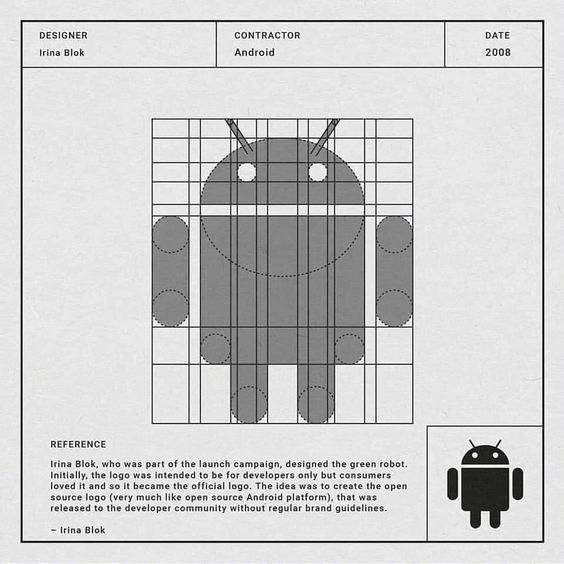 DESIGNER
Irina Blok
CONTRACTOR
Android
DATE
2008
REFERENCE
Irina Blok, who was part of the launch campaign, designed the green robot.
Initially, the logo was intended to be for developers only but consumers
loved it and so it became the official logo. The idea was to create the open
source logo (very much like open source Android platform), that was
released to the developer community without regular brand guidelines.
– Irina Blok